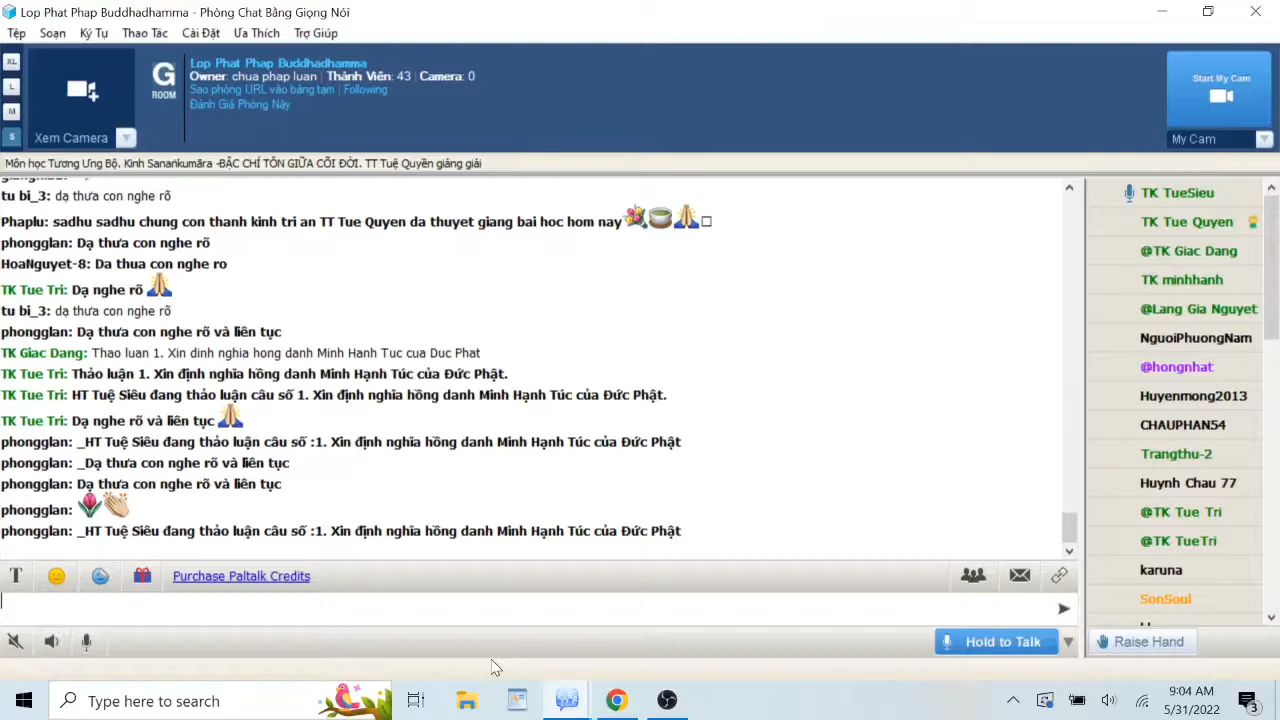 Lop Phat Phap Buddhadhamma - Phòng Chat Bằng Giọng Nói
Tệp Soạn Ký Tự Thao Tác Cài Đặt Ưa Thích Trợ Giúp
XL
L
M
S
Xem Camera
G
ROOM
Lop Phat Phap Buddhadhamma
Owner: chua phap luan | Thành Viên: 43 | Camera: 0
Sao phòng URL vào bảng tạm | Following
Đánh Giá Phòng Này
Start My Cam
My Cam
Môn học Tương Ưng Bộ. Kinh Sanaṅkumāra -BẬC CHÍ TÔN GIỮA CÕI ĐỜI. TT Tuệ Quyền giảng giải
tu bi_3: dạ thưa con nghe rõ
Phaplu: sadhu sadhu chung con thanh kinh tri an TT Tue Quyen da thuyet giang bai hoc hom nay
phongglan: Dạ thưa con nghe rõ
HoaNguyet-8: Da thua con nghe ro
TK Tue Tri: Dạ nghe rõ
tu bi_3: dạ thưa con nghe rõ
phongglan: Dạ thưa con nghe rõ và liên tục
TK Giac Dang: Thao luan 1. Xin dinh nghia hong danh Minh Hanh Tuc cua Duc Phat
TK Tue Tri: Thảo luận 1. Xin định nghĩa hồng danh Minh Hạnh Túc của Đức Phật.
TK Tue Tri: HT Tuệ Siêu đang thảo luận câu số 1. Xin định nghĩa hồng danh Minh Hạnh Túc của Đức Phật.
TK Tue Tri: Dạ nghe rõ và liên tục
phongglan: _HT Tuệ Siêu đang thảo luận câu số :1. Xin định nghĩa hồng danh Minh Hạnh Túc của Đức Phật
phongglan: _Dạ thưa con nghe rõ và liên tục
phongglan: Dạ thưa con nghe rõ và liên tục
phongglan:
phongglan: _HT Tuệ Siêu đang thảo luận câu số :1. Xin định nghĩa hồng danh Minh Hạnh Túc của Đức Phật
TK TueSieu
TK Tue Quyen
@TK Giac Dang
TK minhhanh
@Lang Gia Nguyet
NguoiPhuongNam
@hongnhat
Huyenmong2013
CHAUPHAN54
Trangthu-2
Huynh Chau 77
@TK Tue Tri
@TK TueTri
karuna
SonSoul
T Purchase Paltalk Credits
Hold to Talk
Raise Hand
Type here to search
9:04 AM
5/31/2022
3